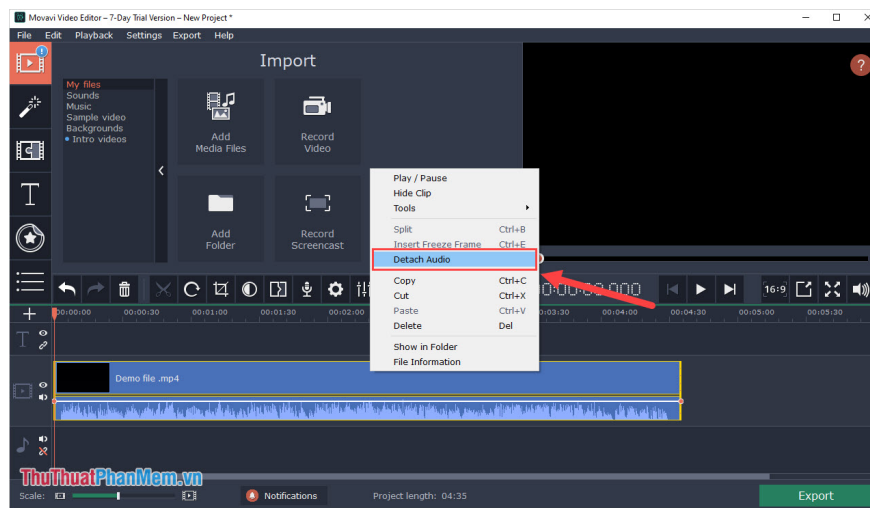 Movavi Video Editor – 7-Day Trial Version – New Project *
File Edit Playback Settings Export Help
Import
My files
Sounds
Music
Sample video
Backgrounds
Intro videos
Add
Media Files
Record
Video
Add
Folder
Record
Screencast
?
Play / Pause
Hide Clip
Tools
Split Ctrl+B
Insert Freeze Frame Ctrl+E
Detach Audio
Copy Ctrl+C
Cut Ctrl+X
Paste Ctrl+V
Delete Del
Show in Folder
File Information
16:9
00:00:00 00:00:30 00:01:00 00:01:30 00:02:00 00:03:30 00:04:00 00:04:30 00:05:00 00:05:30
Demo file .mp4
ThuThuatPhanMem.vn
Scale: Notifications Project length: 04:35 Export